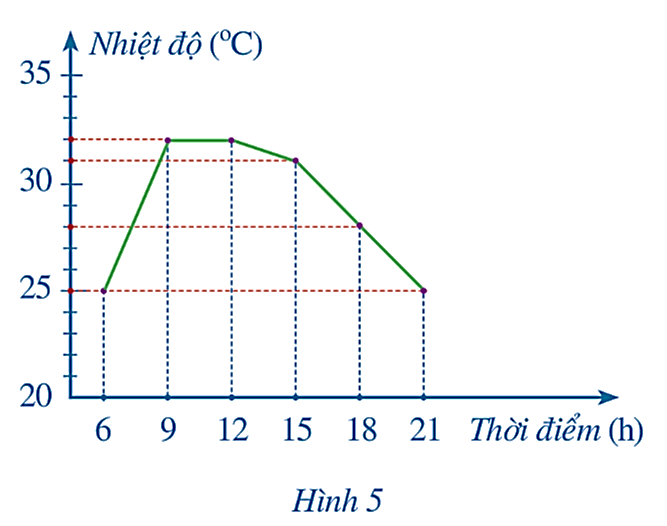 Nhiệt độ (°C)
35
30
25
20
6 9 12 15 18 21 Thời điểm (h)
Hình 5